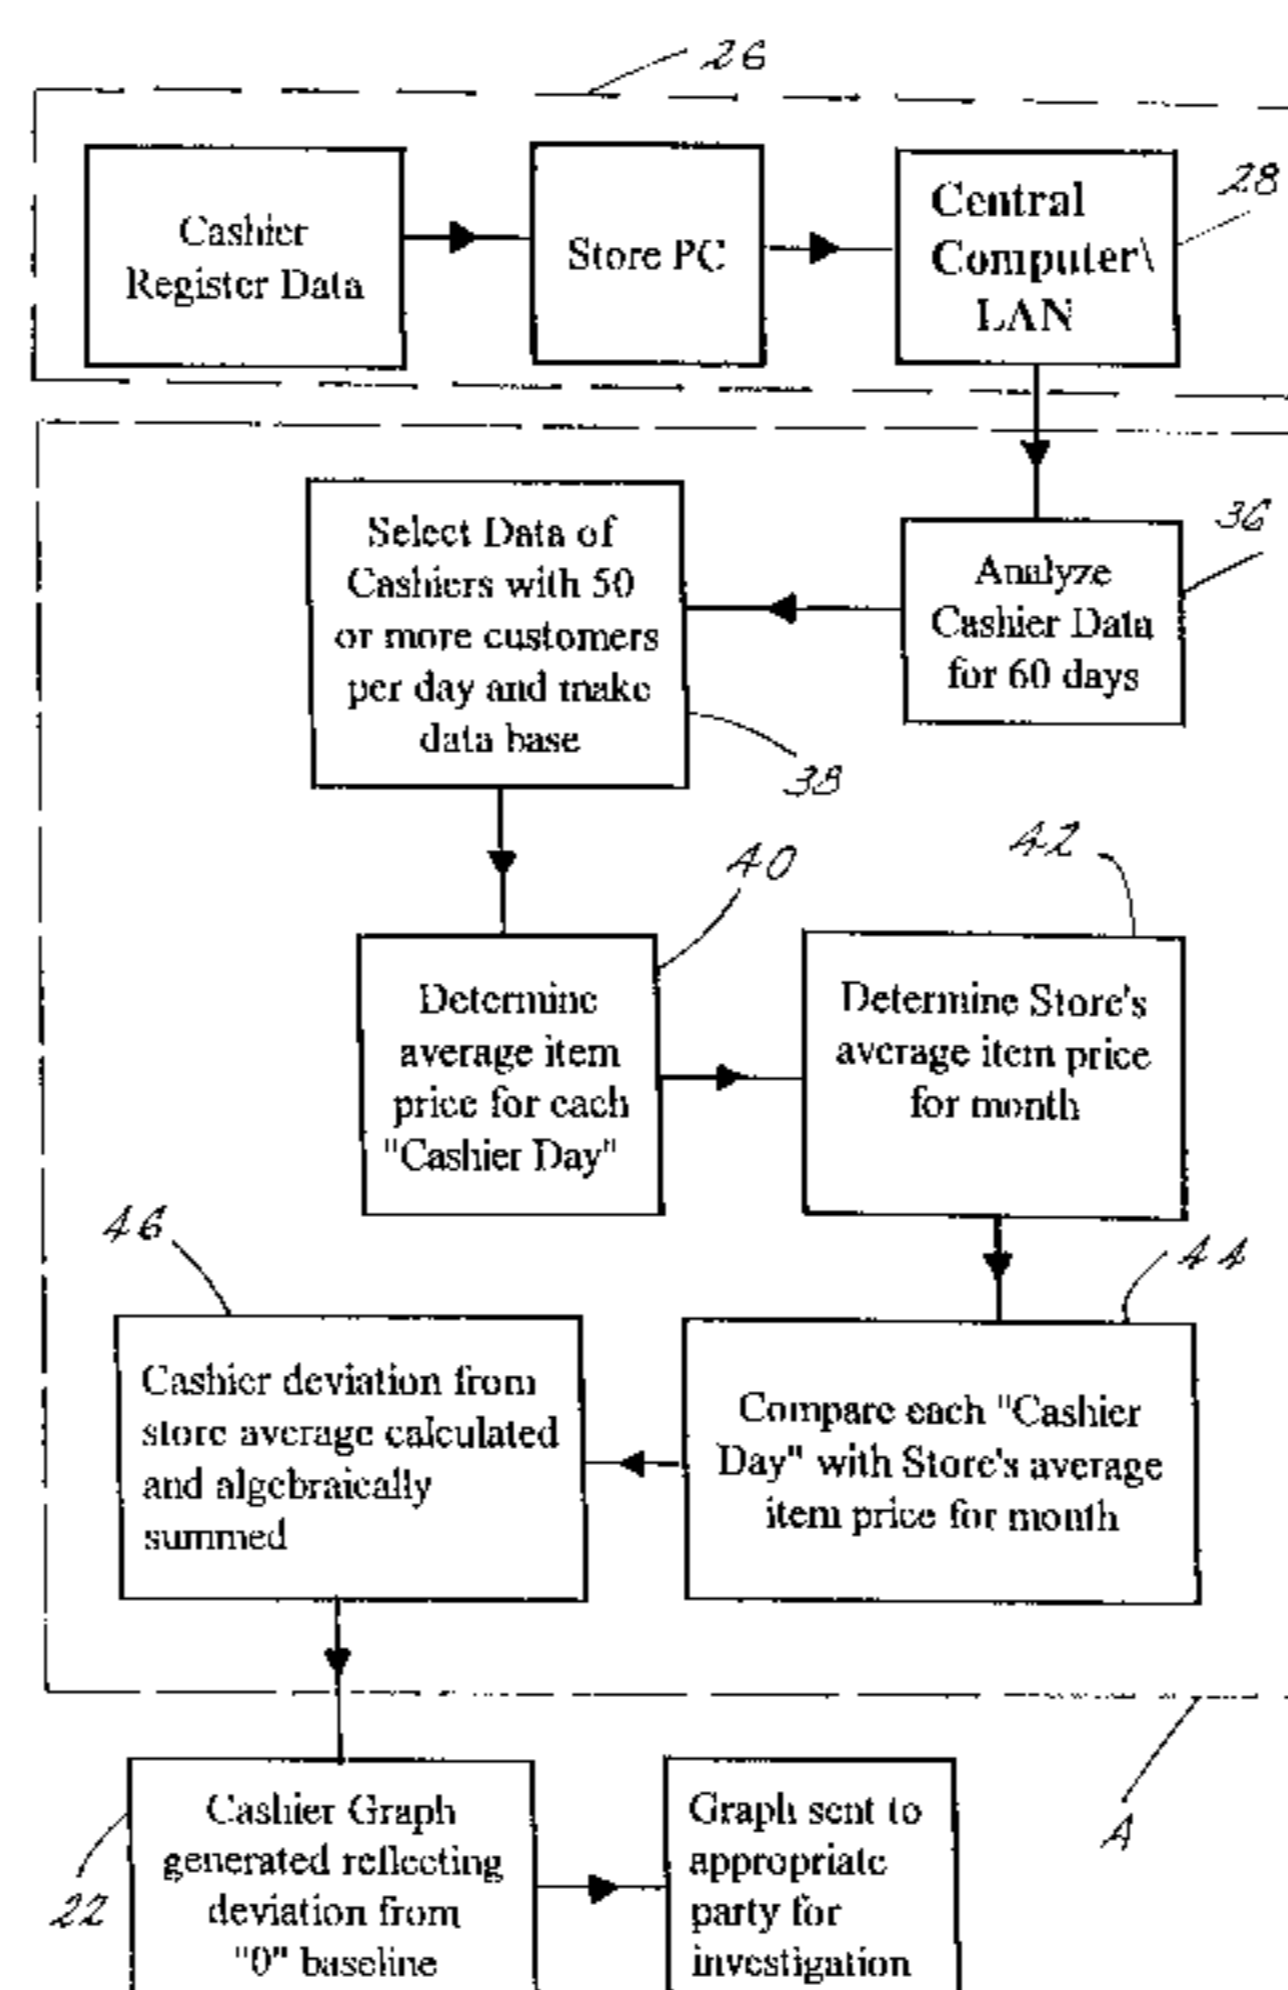 26
Cashier
Register Data
Store PC
Central
Computer\
LAN
28
36
Analyze
Cashier Data
for 60 days
Select Data of
Cashiers with 50
or more customers
per day and make
data base
38
40
Determine
average item
price for each
"Cashier Day"
42
Determine Store's
average item price
for month
44
Compare each "Cashier
Day" with Store's average
item price for month
46
Cashier deviation from
store average calculated
and algebraically
summed
A
22
Cashier Graph
generated reflecting
deviation from
"0" baseline
Graph sent to
appropriate
party for
investigation